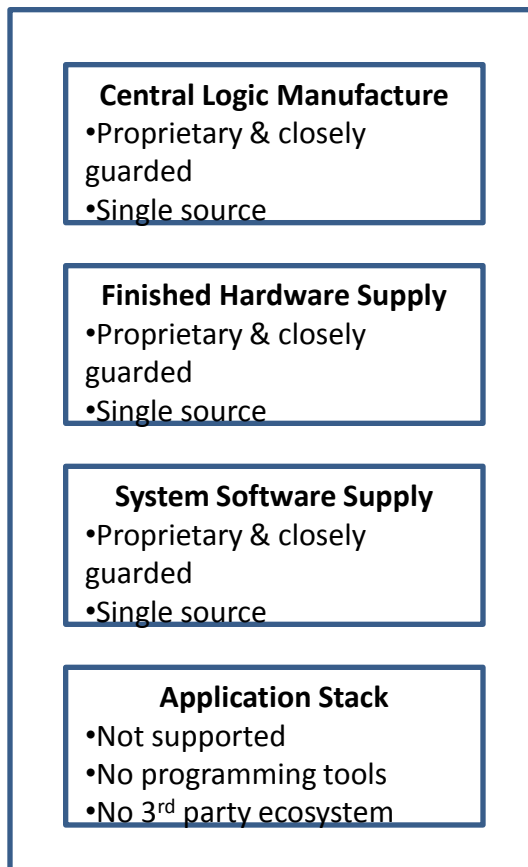 Central Logic Manufacture
•Proprietary & closely
guarded
•Single source
Finished Hardware Supply
•Proprietary & closely
guarded
•Single source
System Software Supply
•Proprietary & closely
guarded
•Single source
Application Stack
•Not supported
•No programming tools
•No 3rd party ecosystem